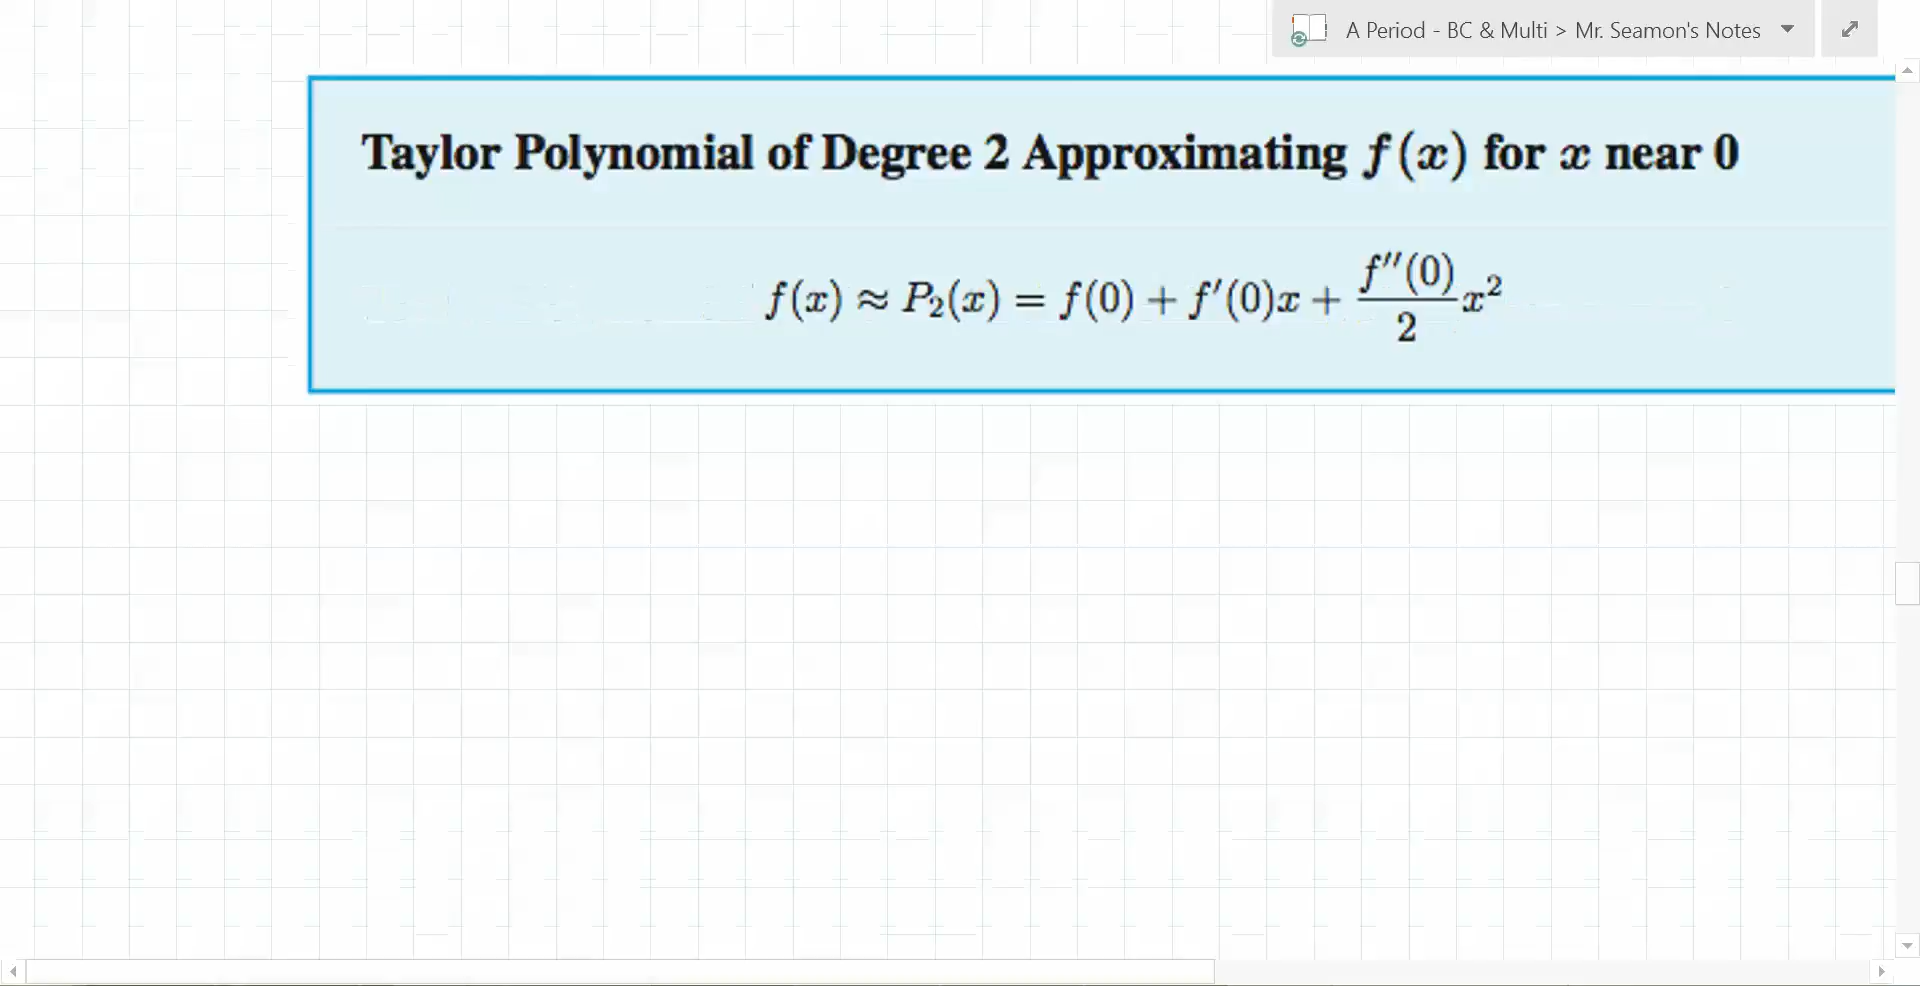 A Period - BC & Multi > Mr. Seamon's Notes
Taylor Polynomial of Degree 2 Approximating f(x) for x near 0
f(x) ≈ P₂(x) = f(0) + f′(0)x + f″(0)/2 x²